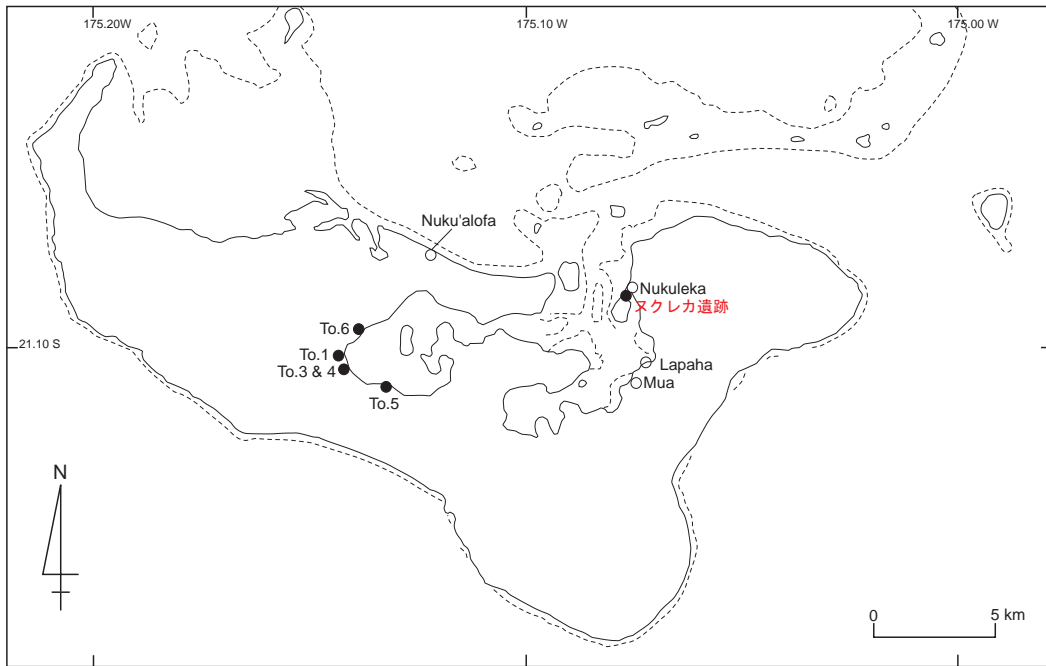 175.20W
175.10 W
175.00 W
Nuku'alofa
Nukuleka
ヌクレカ遺跡
To.6
21.10 S
To.1
To.3 & 4
To.5
Lapaha
Mua
N
0
5 km